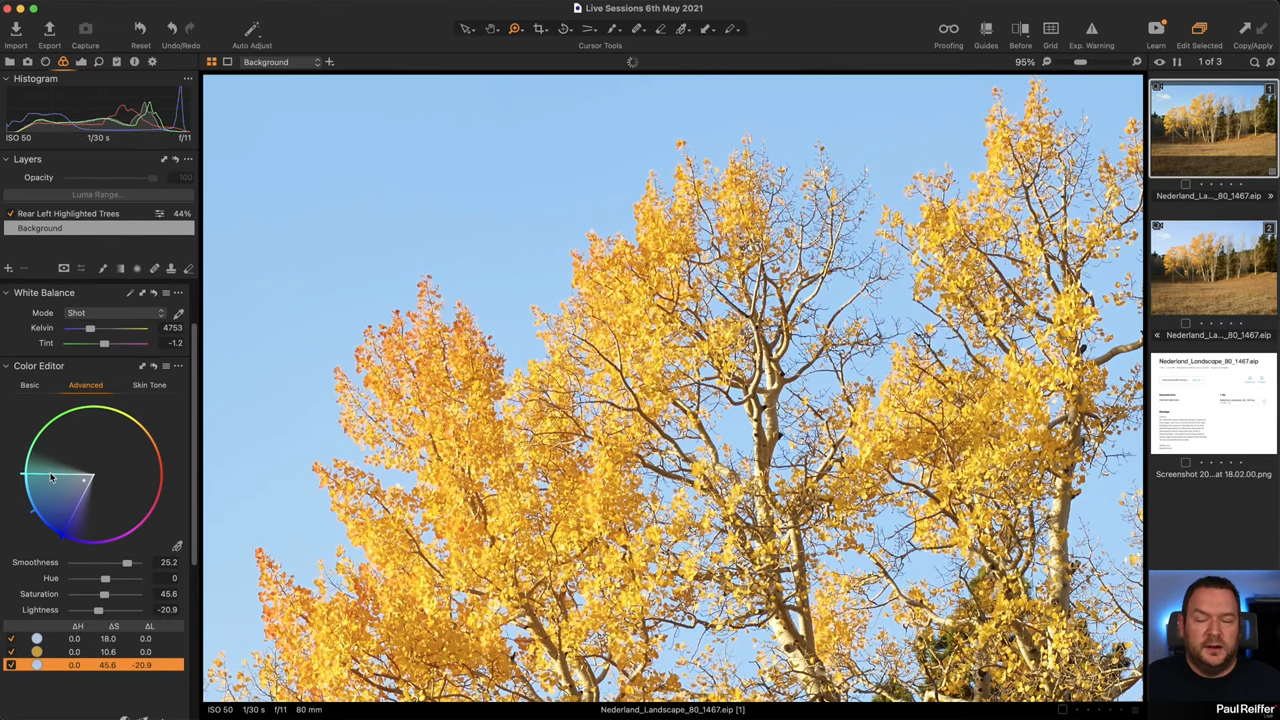 Live Sessions 6th May 2021
Import Export Capture Reset Undo/Redo Auto Adjust Cursor Tools Proofing Guides Before Grid Exp. Warning Learn Edit Selected Copy/Apply
Background 95% 1 of 3
Histogram
ISO 50 1/30 s f/11
Layers
Opacity 100
Luma Range...
Rear Left Highlighted Trees 44%
Background
White Balance
Mode Shot
Kelvin 4753
Tint -1.2
Color Editor
Basic Advanced Skin Tone
Smoothness 25.2
Hue 0
Saturation 45.6
Lightness -20.9
ΔH ΔS ΔL
0.0 18.0 0.0
0.0 10.6 0.0
0.0 45.6 -20.9
ISO 50 1/30 s f/11 80 mm Nederland_Landscape_80_1467.eip [1]
1
Nederland_La..._80_1467.eip
2
Nederland_La..._80_1467.eip
Nederland_Landscape_80_1467.eip
Screenshot 20...at 18.02.00.png
Paul Reiffer
Live